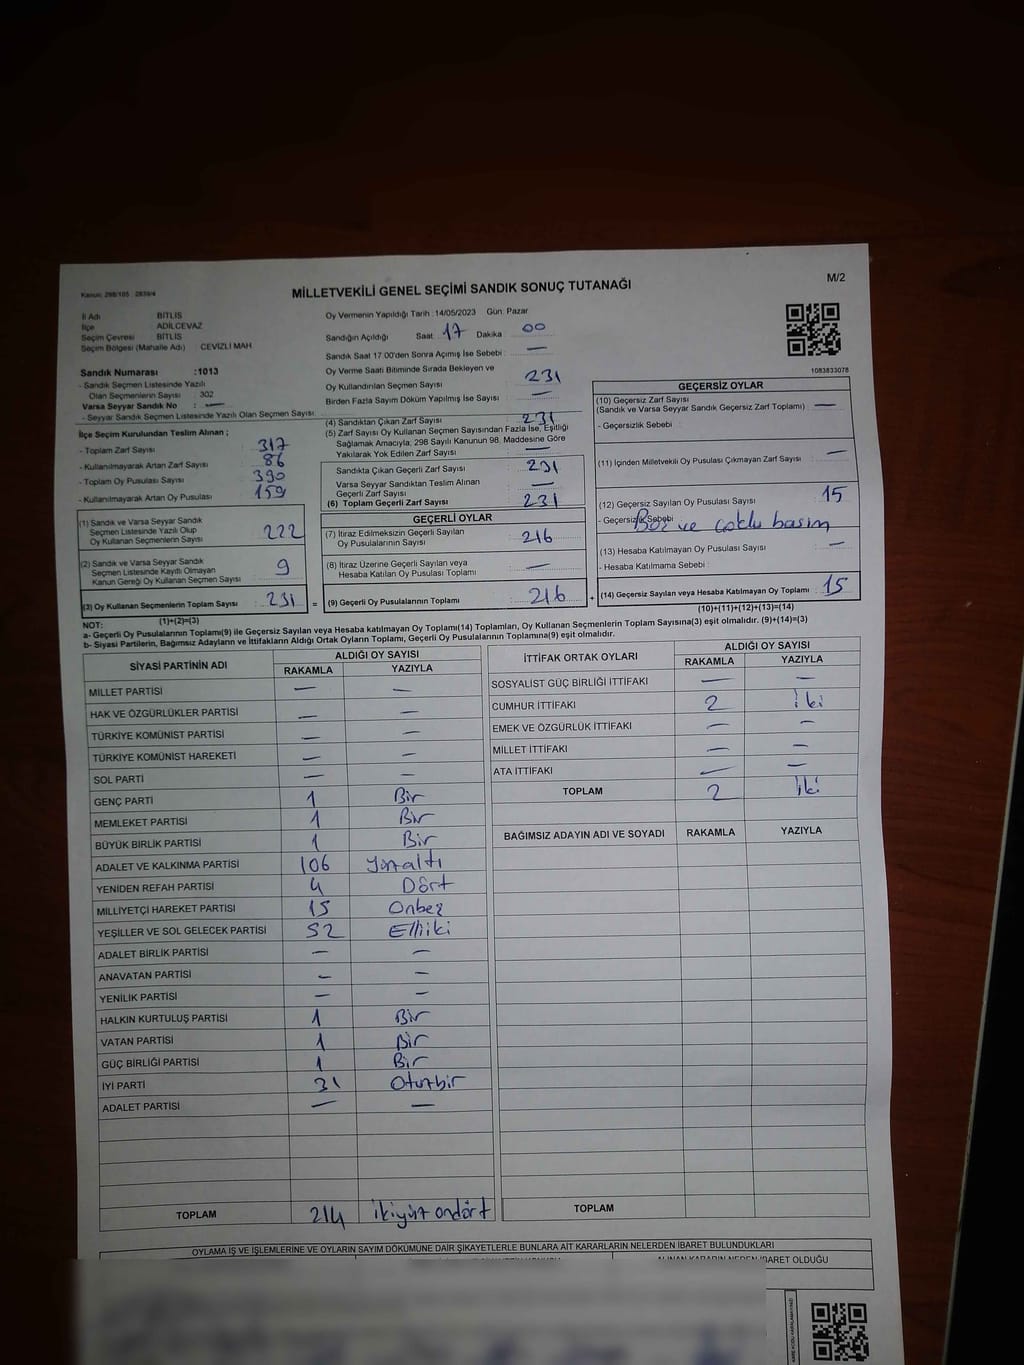 M/2
MİLLETVEKİLİ GENEL SEÇİMİ SANDIK SONUÇ TUTANAĞI
İl Adı BİTLİS
İlçe ADİLCEVAZ
Seçim Çevresi BİTLİS
Seçim Bölgesi (Mahalle Adı) CEVİZLİ MAH
Sandık Numarası :1013
- Sandık Seçmen Listesinde Yazılı
Olan Seçmenlerin Sayısı 302
Varsa Seyyar Sandık No : —
- Seyyar Sandık Seçmen Listesinde Yazılı Olan Seçmen Sayısı
İlçe Seçim Kurulundan Teslim Alınan ;
- Toplam Zarf Sayısı : 317
- Kullanılmayarak Artan Zarf Sayısı : 86
- Toplam Oy Pusulası Sayısı : 390
- Kullanılmayarak Artan Oy Pusulası : 159
Oy Vermenin Yapıldığı Tarih :14/05/2023 Gün: Pazar
Sandığın Açıldığı Saat 17 Dakika 00
Sandık Saat 17.00'den Sonra Açılmış İse Sebebi : —
Oy Verme Saati Bitiminde Sırada Bekleyen ve
Oy Kullandırılan Seçmen Sayısı : 231
Birden Fazla Sayım Döküm Yapılmış İse Sayısı : —
(4) Sandıktan Çıkan Zarf Sayısı : 231
(5) Zarf Sayısı Oy Kullanan Seçmen Sayısından Fazla İse, Eşitliği
Sağlamak Amacıyla, 298 Sayılı Kanunun 98. Maddesine Göre
Yakılarak Yok Edilen Zarf Sayısı : —
Sandıkta Çıkan Geçerli Zarf Sayısı : 231
Varsa Seyyar Sandıktan Teslim Alınan
Geçerli Zarf Sayısı : —
(6) Toplam Geçerli Zarf Sayısı : 231
1083833078
GEÇERSİZ OYLAR
(10) Geçersiz Zarf Sayısı
(Sandık ve Varsa Seyyar Sandık Geçersiz Zarf Toplamı) : —
- Geçersizlik Sebebi :
(11) İçinden Milletvekili Oy Pusulası Çıkmayan Zarf Sayısı : —
(12) Geçersiz Sayılan Oy Pusulası Sayısı : 15
- Geçersizlik Sebebi : Boş ve çoklu basım
(13) Hesaba Katılmayan Oy Pusulası Sayısı : —
- Hesaba Katılmama Sebebi :
(14) Geçersiz Sayılan veya Hesaba Katılmayan Oy Toplamı : 15
(10)+(11)+(12)+(13)=(14)
(1) Sandık ve Varsa Seyyar Sandık
Seçmen Listesinde Yazılı Olup
Oy Kullanan Seçmenlerin Sayısı : 222
(2) Sandık ve Varsa Seyyar Sandık
Seçmen Listesinde Kayıtlı Olmayan
Kanun Gereği Oy Kullanan Seçmen Sayısı : 9
(3) Oy Kullanan Seçmenlerin Toplam Sayısı : 231 =
(1)+(2)=(3)
GEÇERLİ OYLAR
(7) İtiraz Edilmeksizin Geçerli Sayılan
Oy Pusulalarının Sayısı : 216
(8) İtiraz Üzerine Geçerli Sayılan veya
Hesaba Katılan Oy Pusulası Toplamı : —
(9) Geçerli Oy Pusulalarının Toplamı : 216 +
NOT:
a- Geçerli Oy Pusulalarının Toplamı(9) ile Geçersiz Sayılan veya Hesaba katılmayan Oy Toplamı(14) Toplamları, Oy Kullanan Seçmenlerin Toplam Sayısına(3) eşit olmalıdır. (9)+(14)=(3)
b- Siyasi Partilerin, Bağımsız Adayların ve İttifakların Aldığı Ortak Oyların Toplamı, Geçerli Oy Pusulalarının Toplamına(9) eşit olmalıdır.
SİYASİ PARTİNİN ADI ALDIĞI OY SAYISI
RAKAMLA YAZIYLA
MİLLET PARTİSİ — —
HAK VE ÖZGÜRLÜKLER PARTİSİ — —
TÜRKİYE KOMÜNİST PARTİSİ — —
TÜRKİYE KOMÜNİST HAREKETİ — —
SOL PARTİ — —
GENÇ PARTİ 1 Bir
MEMLEKET PARTİSİ 1 Bir
BÜYÜK BİRLİK PARTİSİ 1 Bir
ADALET VE KALKINMA PARTİSİ 106 Yüzaltı
YENİDEN REFAH PARTİSİ 4 Dört
MİLLİYETÇİ HAREKET PARTİSİ 15 Onbeş
YEŞİLLER VE SOL GELECEK PARTİSİ 52 Elliiki
ADALET BİRLİK PARTİSİ — —
ANAVATAN PARTİSİ — —
YENİLİK PARTİSİ — —
HALKIN KURTULUŞ PARTİSİ 1 Bir
VATAN PARTİSİ 1 Bir
GÜÇ BİRLİĞİ PARTİSİ 1 Bir
İYİ PARTİ 31 Otuzbir
ADALET PARTİSİ — —
TOPLAM 214 ikiyüz ondört
İTTİFAK ORTAK OYLARI ALDIĞI OY SAYISI
RAKAMLA YAZIYLA
SOSYALİST GÜÇ BİRLİĞİ İTTİFAKI — —
CUMHUR İTTİFAKI 2 iki
EMEK VE ÖZGÜRLÜK İTTİFAKI — —
MİLLET İTTİFAKI — —
ATA İTTİFAKI — —
TOPLAM 2 iki
BAĞIMSIZ ADAYIN ADI VE SOYADI RAKAMLA YAZIYLA
TOPLAM
OYLAMA İŞ VE İŞLEMLERİNE VE OYLARIN SAYIM DÖKÜMÜNE DAİR ŞİKAYETLERLE BUNLARA AİT KARARLARIN NELERDEN İBARET BULUNDUKLARI
ALINAN KARARIN NEDEN İBARET OLDUĞU